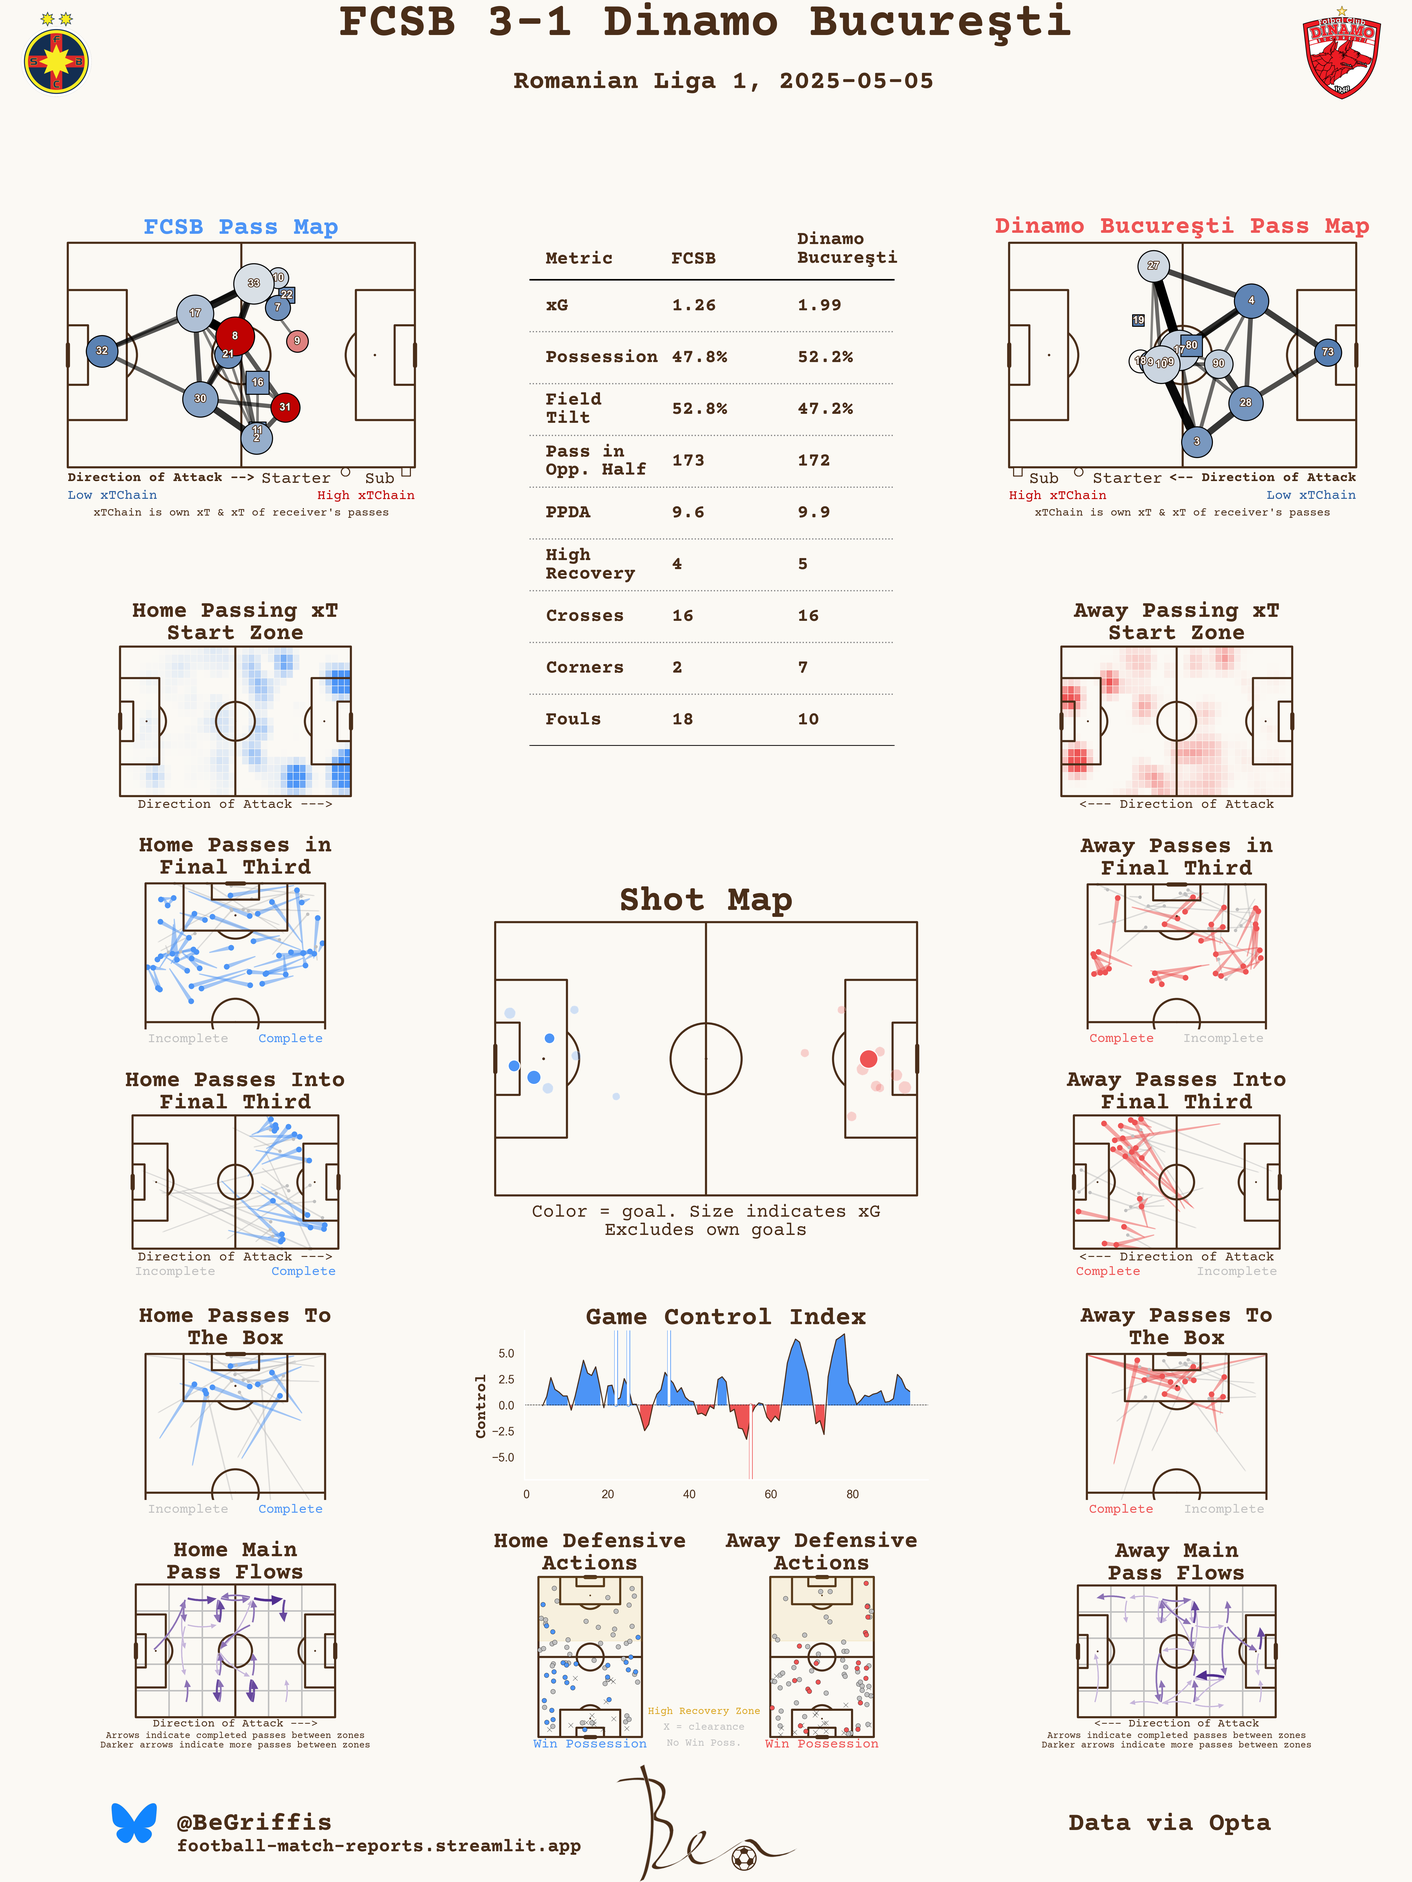 FCSB 3-1 Dinamo Bucureşti
Romanian Liga 1, 2025-05-05
Fotbal Club
DINAMO
BUCUREŞTI
1948
FCSB Pass Map
33
10
22
7
17
8
9
21
32
16
30
31
11
2
Direction of Attack -->
Starter
Sub
Low xTChain
High xTChain
xTChain is own xT & xT of receiver's passes
Metric FCSB Dinamo Bucureşti
xG 1.26 1.99
Possession 47.8% 52.2%
Field Tilt 52.8% 47.2%
Pass in Opp. Half 173 172
PPDA 9.6 9.9
High Recovery 4 5
Crosses 16 16
Corners 2 7
Fouls 18 10
Dinamo Bucureşti Pass Map
27
4
19
17
80
73
18
10
90
28
3
Sub
Starter
<-- Direction of Attack
High xTChain
Low xTChain
xTChain is own xT & xT of receiver's passes
Home Passing xT
Start Zone
Direction of Attack --->
Away Passing xT
Start Zone
<--- Direction of Attack
Home Passes in
Final Third
Incomplete
Complete
Away Passes in
Final Third
Complete
Incomplete
Shot Map
Color = goal. Size indicates xG
Excludes own goals
Home Passes Into
Final Third
Direction of Attack --->
Incomplete
Complete
Away Passes Into
Final Third
<--- Direction of Attack
Complete
Incomplete
Home Passes To
The Box
Incomplete
Complete
Game Control Index
Control
5.0
2.5
0.0
−2.5
−5.0
0
20
40
60
80
Away Passes To
The Box
Complete
Incomplete
Home Main
Pass Flows
Direction of Attack --->
Arrows indicate completed passes between zones
Darker arrows indicate more passes between zones
Home Defensive
Actions
Win Possession
Away Defensive
Actions
Win Possession
High Recovery Zone
X = clearance
No Win Poss.
Away Main
Pass Flows
<--- Direction of Attack
Arrows indicate completed passes between zones
Darker arrows indicate more passes between zones
@BeGriffis
football-match-reports.streamlit.app
Ben
Data via Opta